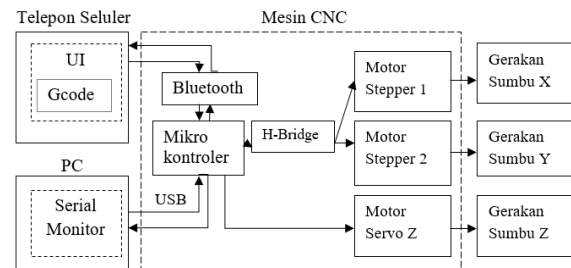 Telepon Seluler
Mesin CNC
UI
Gcode
Bluetooth
Motor
Stepper 1
Gerakan
Sumbu X
Mikro
kontroler
H-Bridge
Motor
Stepper 2
Gerakan
Sumbu Y
PC
USB
Serial
Monitor
Motor
Servo Z
Gerakan
Sumbu Z